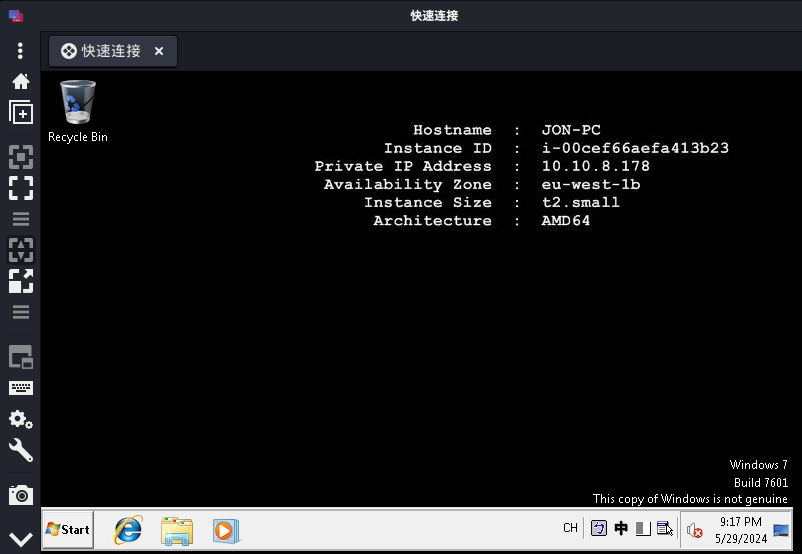 快速连接
快速连接
Recycle Bin
Hostname : JON-PC
Instance ID : i-00cef66aefa413b23
Private IP Address : 10.10.8.178
Availability Zone : eu-west-1b
Instance Size : t2.small
Architecture : AMD64
Windows 7
Build 7601
This copy of Windows is not genuine
Start
CH
中
9:17 PM
5/29/2024